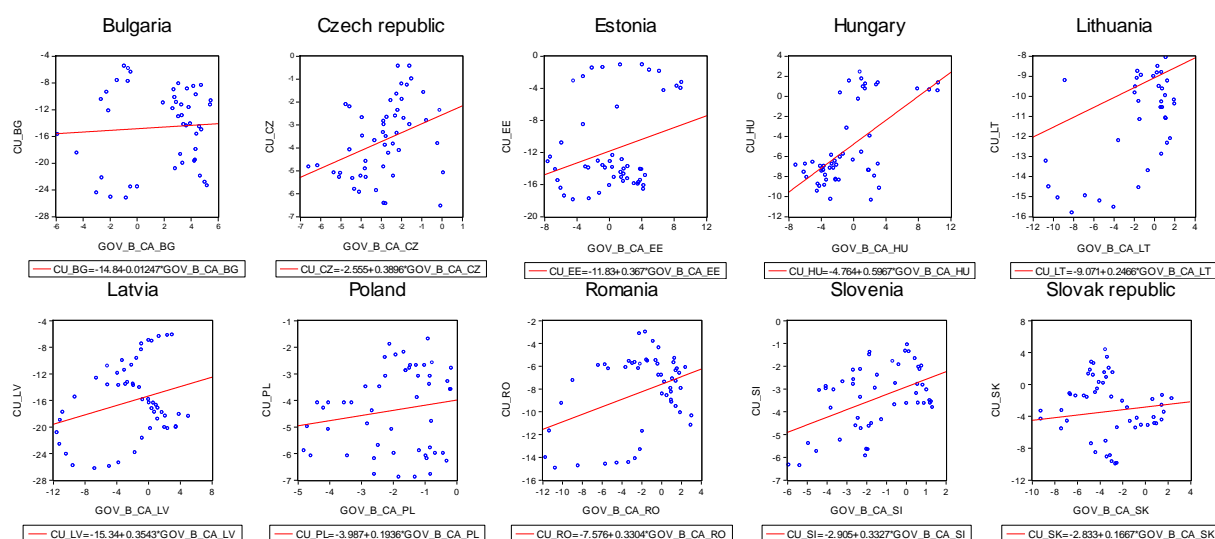 Bulgaria Czech republic Estonia Hungary Lithuania
-4
-8
-12
-16
-20
-24
-28
CU_BG
-6 -4 -2 0 2 4 6
GOV_B_CA_BG
CU_BG=-14.84-0.01247*GOV_B_CA_BG
0
-1
-2
-3
-4
-5
-6
-7
CU_CZ
-7 -6 -5 -4 -3 -2 -1 0 1
GOV_B_CA_CZ
CU_CZ=-2.555+0.3896*GOV_B_CA_CZ
0
-4
-8
-12
-16
-20
CU_EE
-8 -4 0 4 8 12
GOV_B_CA_EE
CU_EE=-11.83+0.367*GOV_B_CA_EE
4
2
0
-2
-4
-6
-8
-10
-12
CU_HU
-8 -4 0 4 8 12
GOV_B_CA_HU
CU_HU=-4.764+0.5967*GOV_B_CA_HU
-8
-9
-10
-11
-12
-13
-14
-15
-16
CU_LT
-12 -10 -8 -6 -4 -2 0 2 4
GOV_B_CA_LT
CU_LT=-9.071+0.2466*GOV_B_CA_LT
Latvia Poland Romania Slovenia Slovak republic
-4
-8
-12
-16
-20
-24
-28
CU_LV
-12 -8 -4 0 4 8
GOV_B_CA_LV
CU_LV=-15.34+0.3543*GOV_B_CA_LV
-1
-2
-3
-4
-5
-6
-7
CU_PL
-5 -4 -3 -2 -1 0
GOV_B_CA_PL
CU_PL=-3.987+0.1936*GOV_B_CA_PL
-2
-4
-6
-8
-10
-12
-14
-16
CU_RO
-12 -10 -8 -6 -4 -2 0 2 4
GOV_B_CA_RO
CU_RO=-7.576+0.3304*GOV_B_CA_RO
0
-1
-2
-3
-4
-5
-6
-7
CU_SI
-6 -5 -4 -3 -2 -1 0 1 2
GOV_B_CA_SI
CU_SI=-2.905+0.3327*GOV_B_CA_SI
8
4
0
-4
-8
-12
CU_SK
-10 -8 -6 -4 -2 0 2 4
GOV_B_CA_SK
CU_SK=-2.833+0.1667*GOV_B_CA_SK